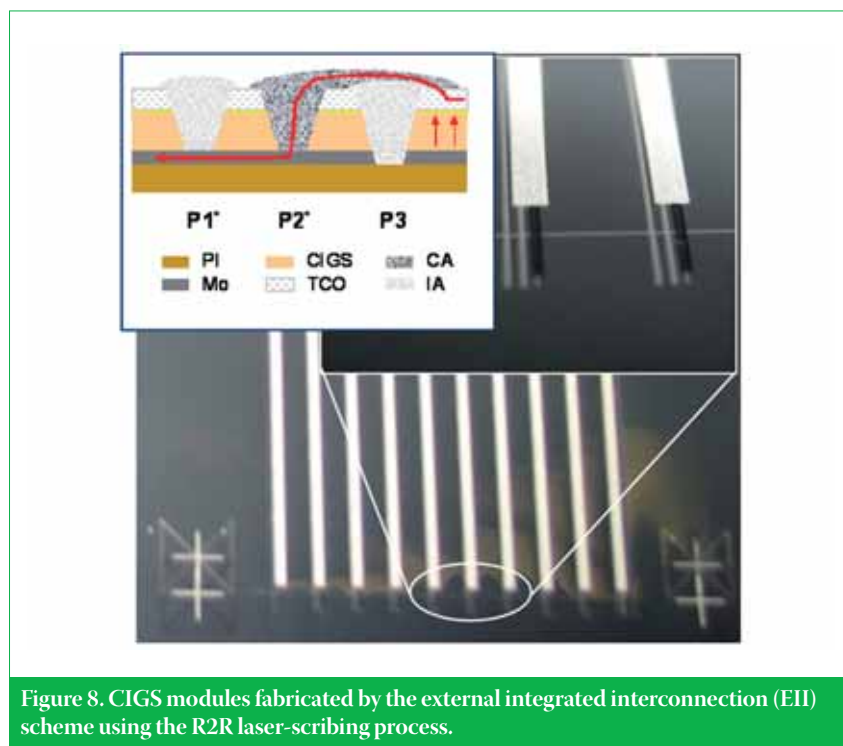 P1* P2* P3
PI CIGS CA
Mo TCO IA
Figure 8. CIGS modules fabricated by the external integrated interconnection (EII)
scheme using the R2R laser-scribing process.